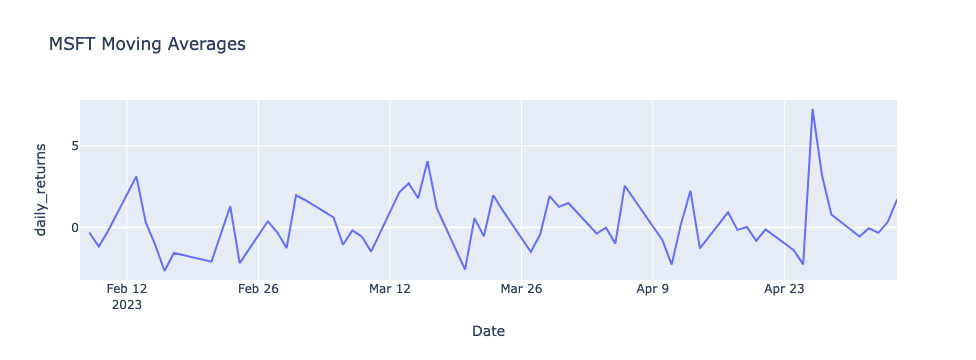 MSFT Moving Averages
daily_returns
5
0
Feb 12
2023
Feb 26
Mar 12
Mar 26
Apr 9
Apr 23
Date